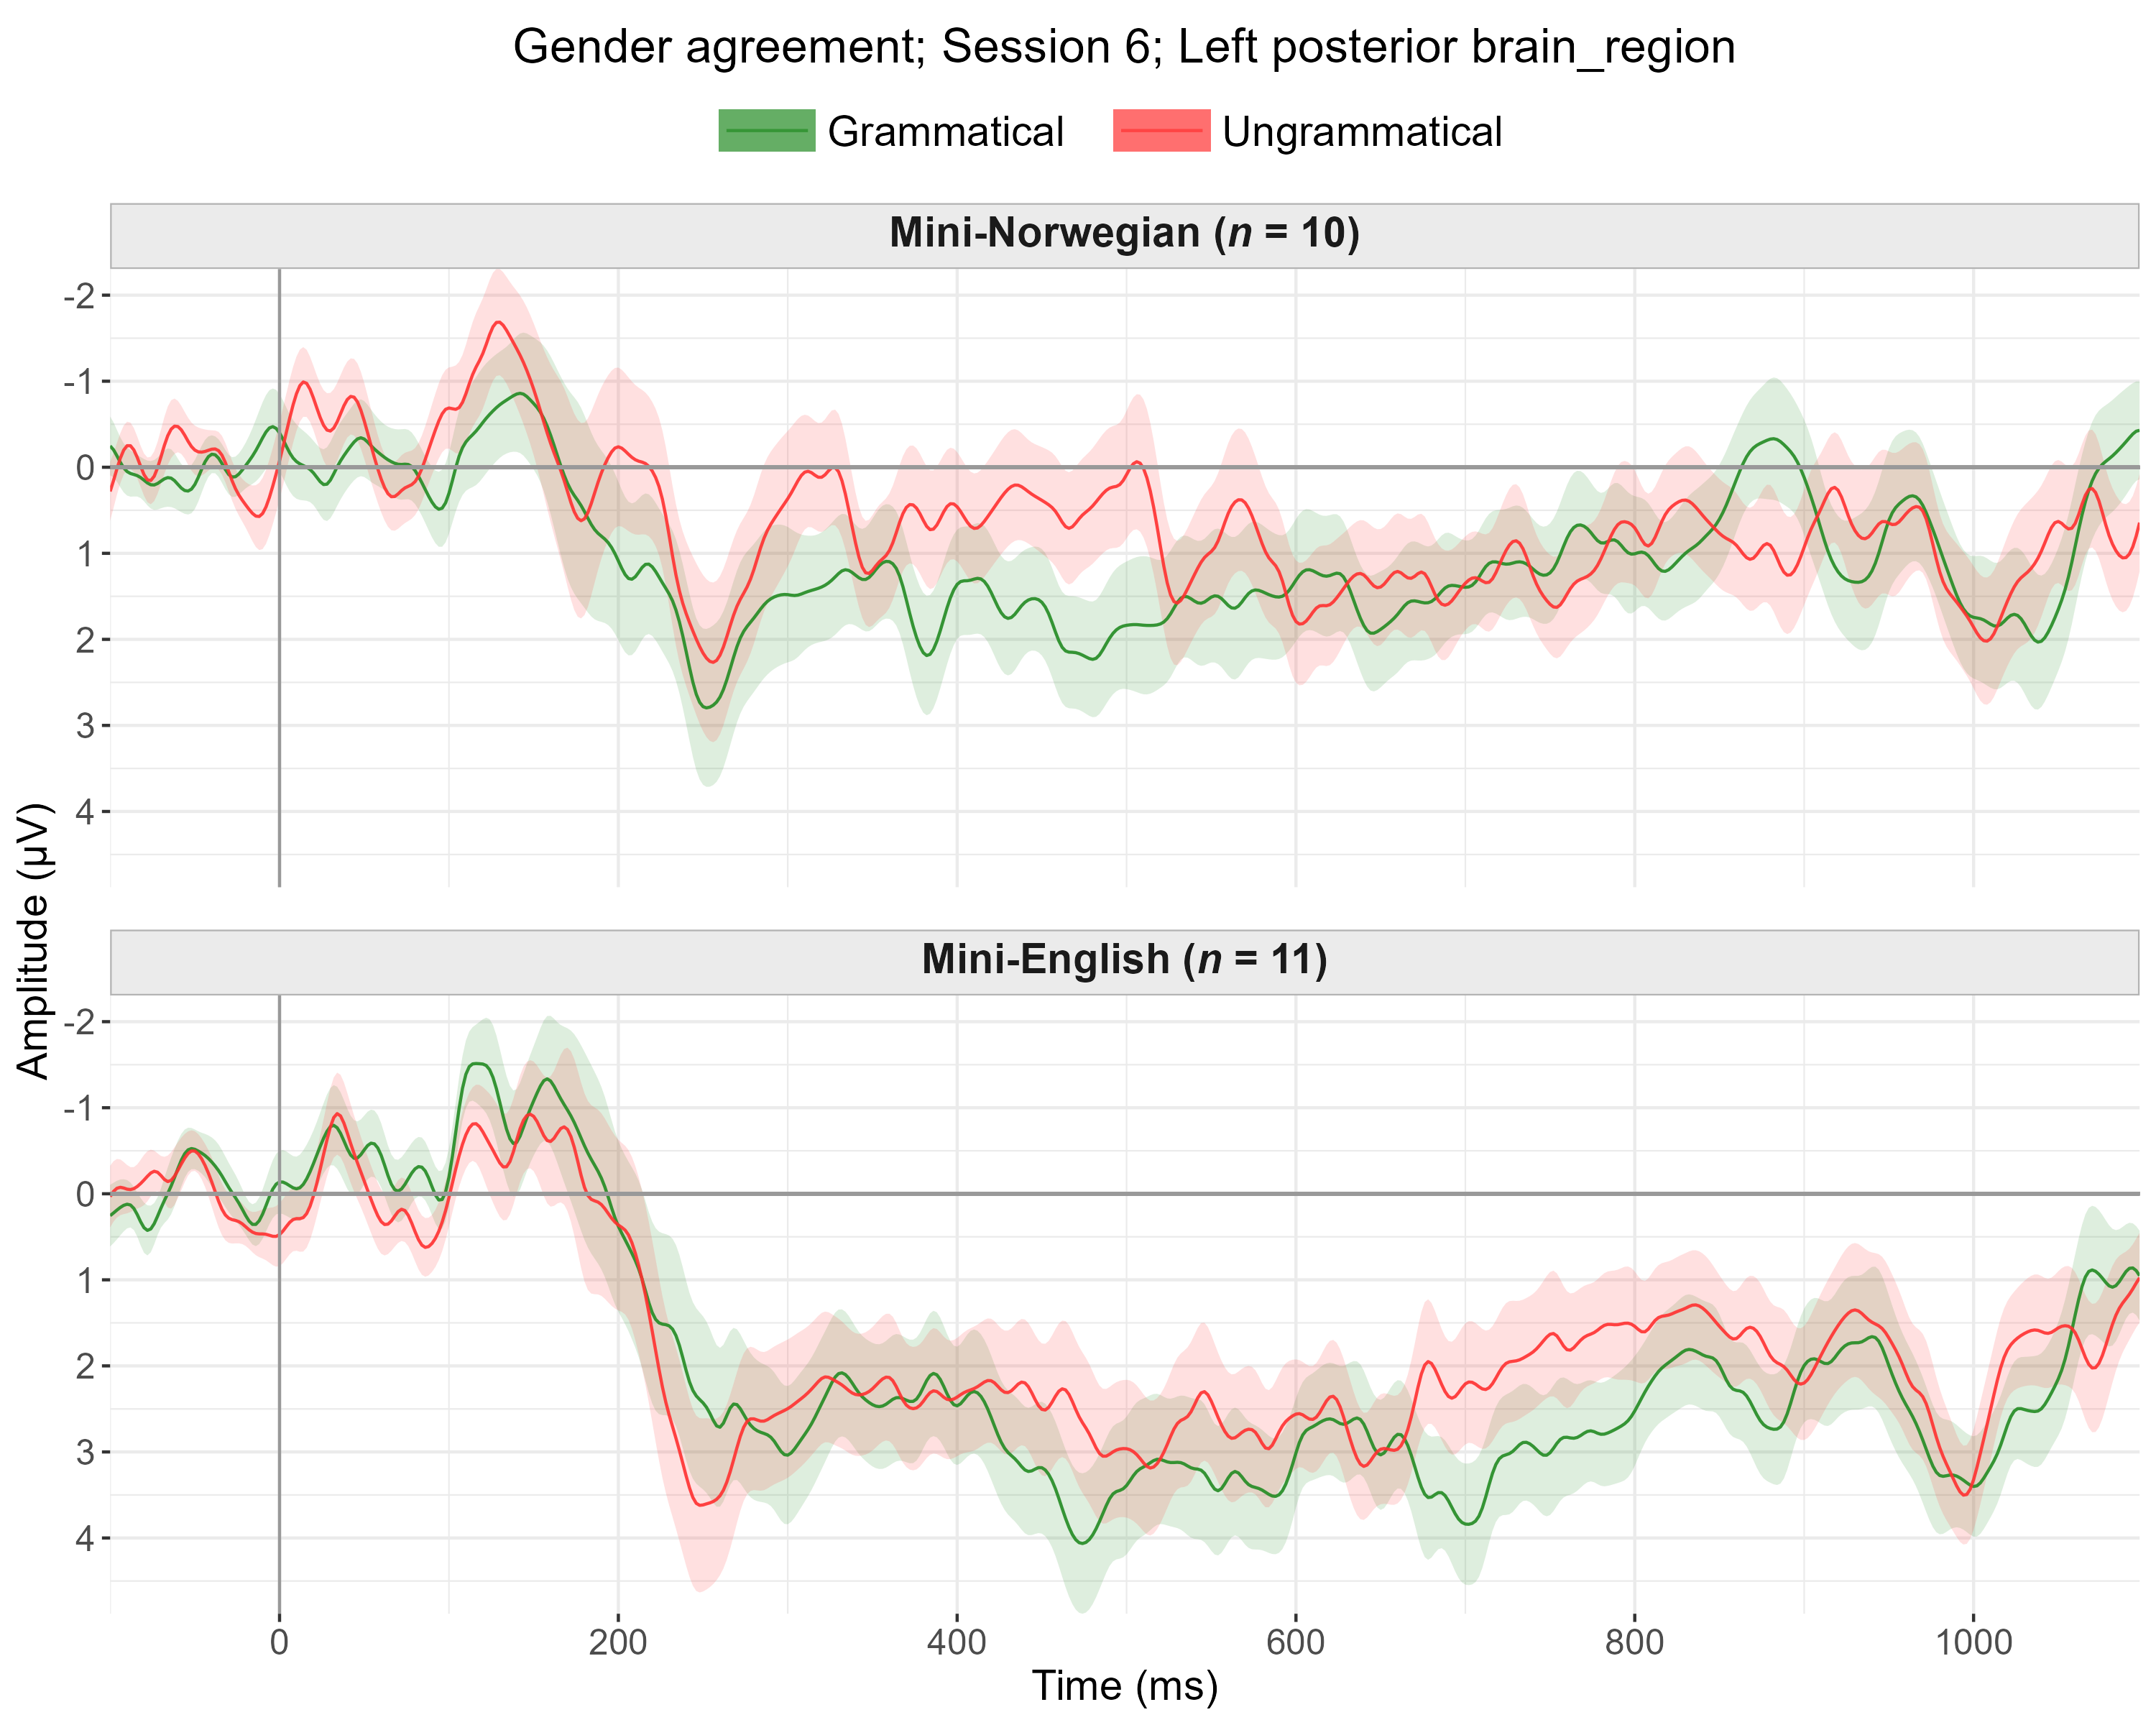 Gender agreement; Session 6; Left posterior brain_region
Grammatical Ungrammatical
Mini-Norwegian (n = 10)
-2
-1
0
1
2
3
4
Amplitude (µV)
Mini-English (n = 11)
-2
-1
0
1
2
3
4
0 200 400 600 800 1000
Time (ms)